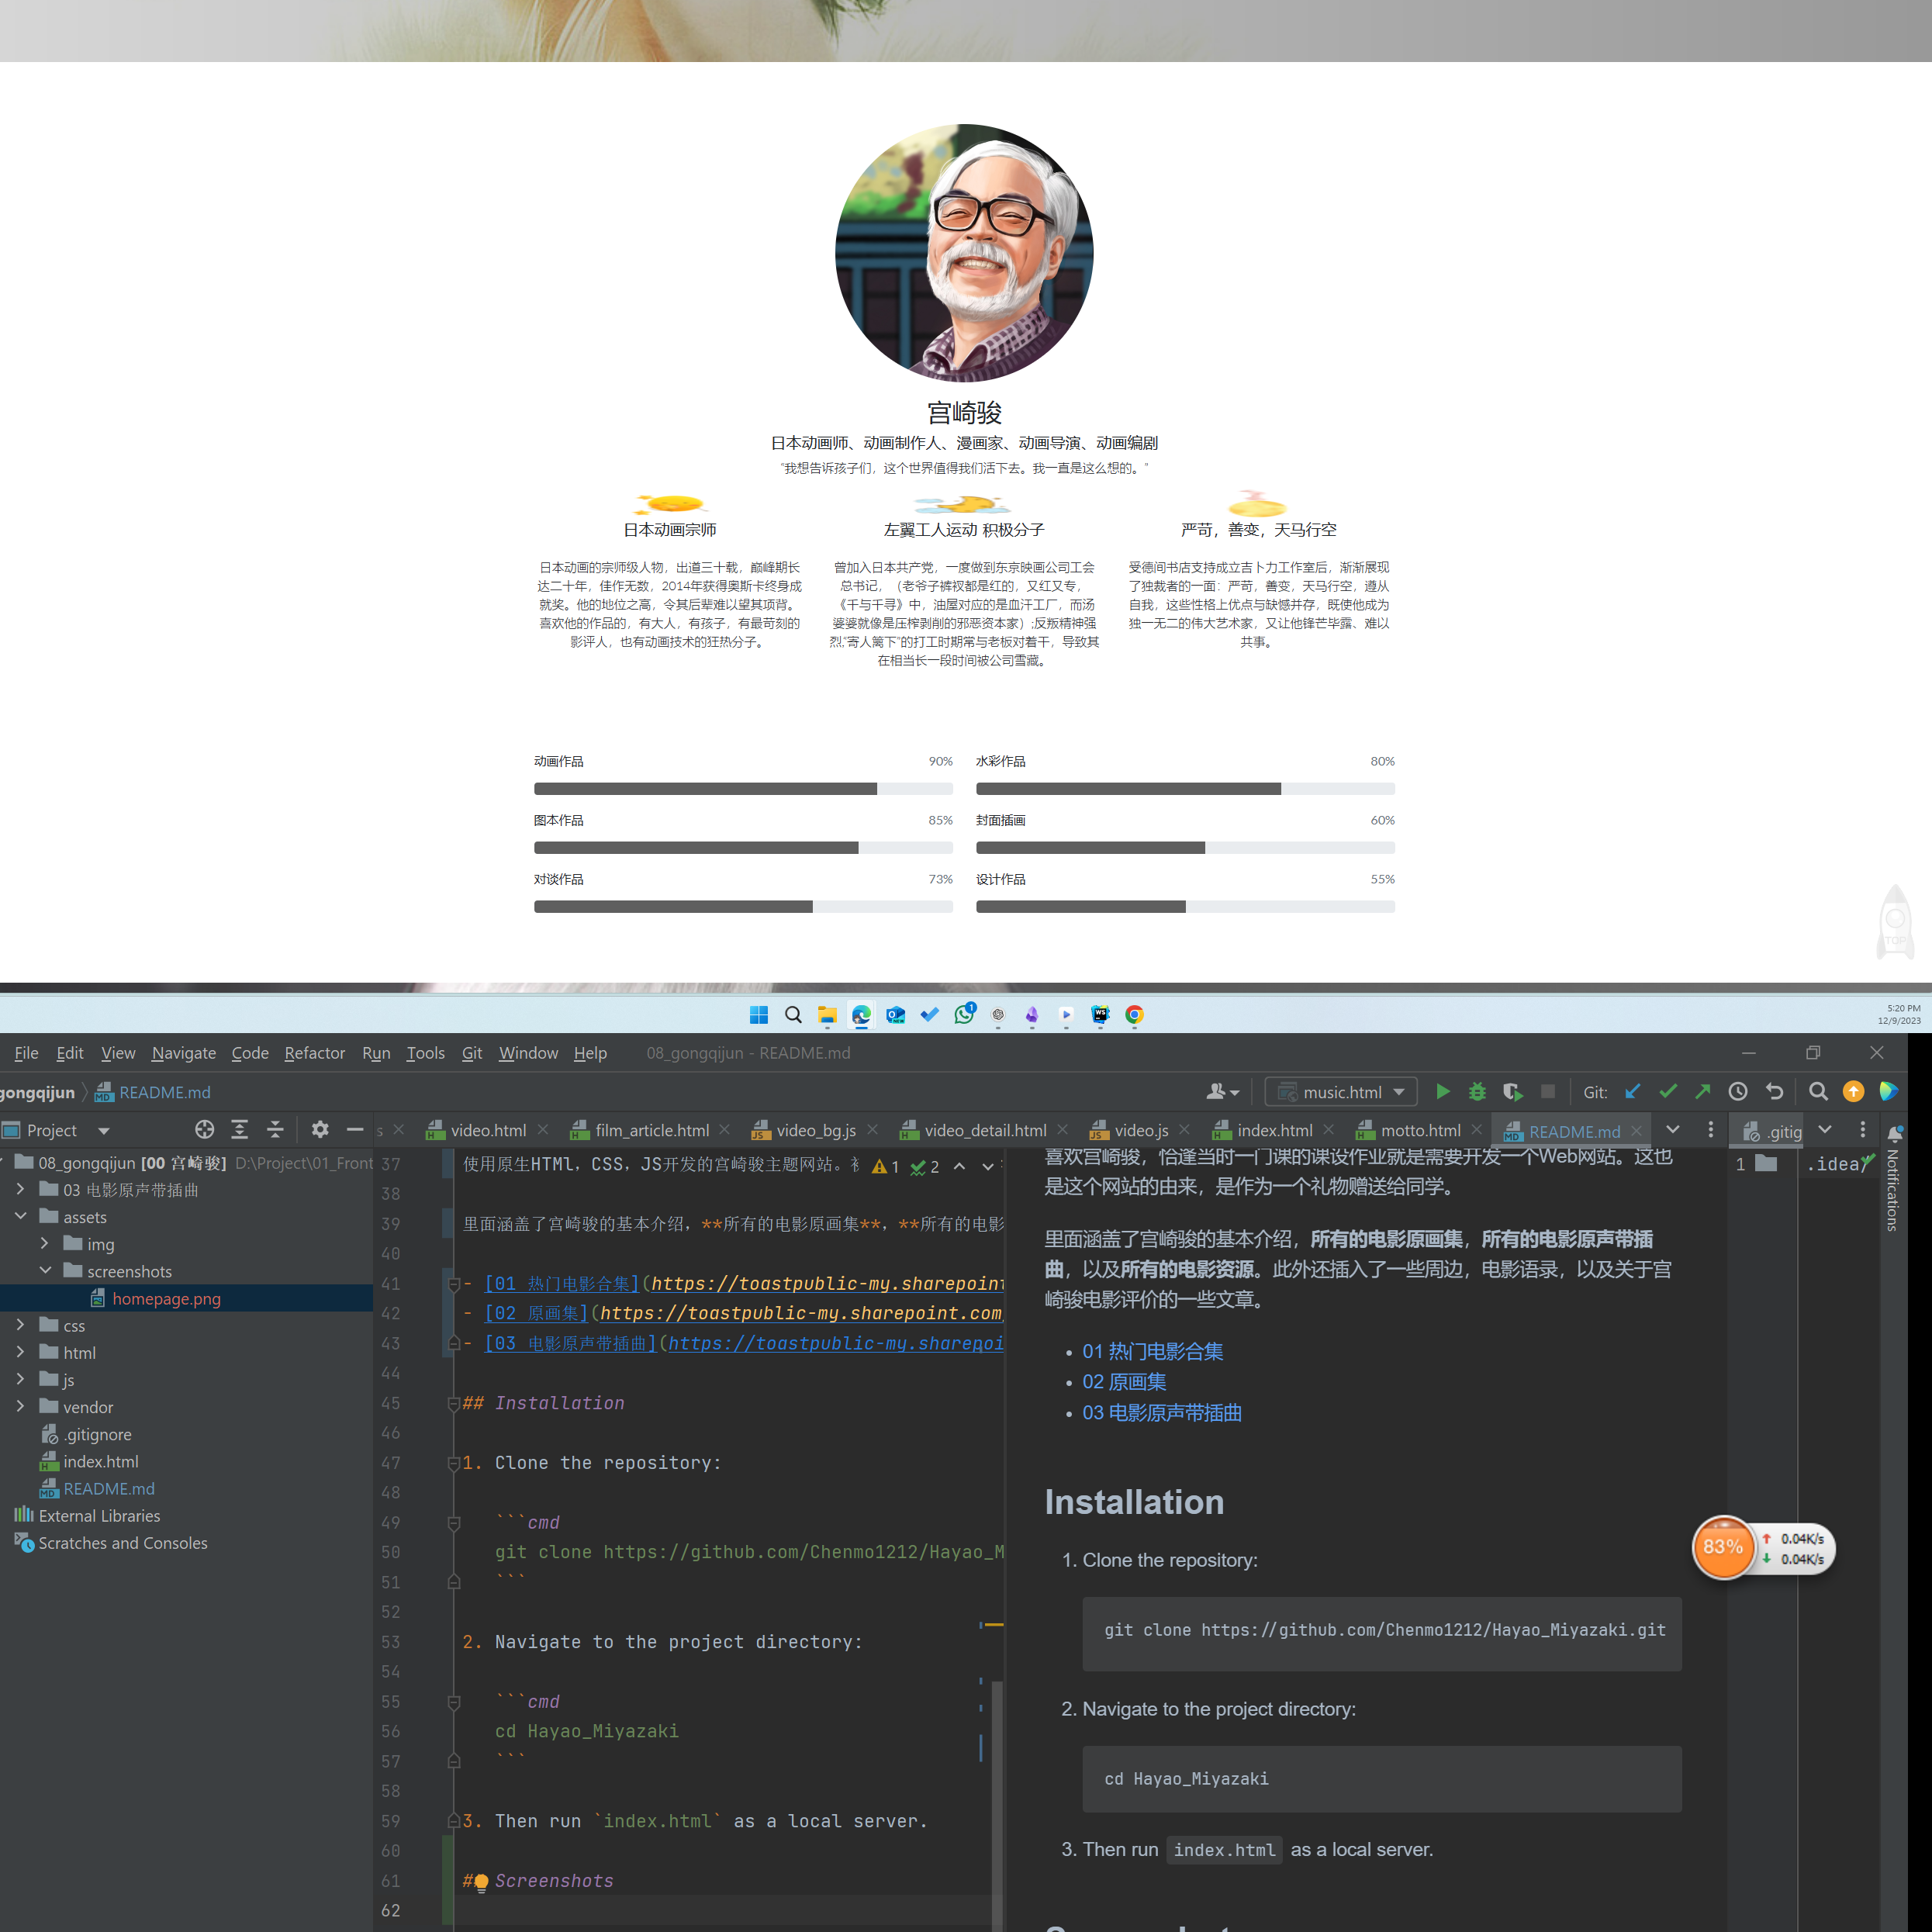 宫崎骏
日本动画师、动画制作人、漫画家、动画导演、动画编剧
“我想告诉孩子们，这个世界值得我们活下去。我一直是这么想的。”
日本动画宗师
日本动画的宗师级人物，出道三十载，巅峰期长
达二十年，佳作无数，2014年获得奥斯卡终身成
就奖。他的地位之高，令其后辈难以望其项背。
喜欢他的作品的，有大人，有孩子，有最苛刻的
影评人，也有动画技术的狂热分子。
左翼工人运动 积极分子
曾加入日本共产党，一度做到东京映画公司工会
总书记，（老爷子裤衩都是红的，又红又专，
《千与千寻》中，油屋对应的是血汗工厂，而汤
婆婆就像是压榨剥削的邪恶资本家）;反叛精神强
烈,“寄人篱下”的打工时期常与老板对着干，导致其
在相当长一段时间被公司雪藏。
严苛，善变，天马行空
受德间书店支持成立吉卜力工作室后，渐渐展现
了独裁者的一面：严苛，善变，天马行空，遵从
自我，这些性格上优点与缺憾并存，既使他成为
独一无二的伟大艺术家，又让他锋芒毕露、难以
共事。
动画作品 90%
水彩作品 80%
图本作品 85%
封面插画 60%
对谈作品 73%
设计作品 55%
TOP
1
WS
5:20 PM
12/9/2023
File Edit View Navigate Code Refactor Run Tools Git Window Help 08_gongqijun - README.md
gongqijun README.md music.html Git:
Project
s video.html film_article.html video_bg.js video_detail.html video.js index.html motto.html README.md .gitig
08_gongqijun [00 宫崎骏] D:\Project\01_Front
03 电影原声带插曲
assets
img
screenshots
homepage.png
css
html
js
vendor
.gitignore
index.html
README.md
External Libraries
Scratches and Consoles
37 使用原生HTMl，CSS，JS开发的宫崎骏主题网站。 1 2
38
39 里面涵盖了宫崎骏的基本介绍，**所有的电影原画集**，**所有的电影
40
41 - [01 热门电影合集](https://toastpublic-my.sharepoint
42 - [02 原画集](https://toastpublic-my.sharepoint.com
43 - [03 电影原声带插曲](https://toastpublic-my.sharepoi
44
45 ## Installation
46
47 1. Clone the repository:
48
49 ```cmd
50 git clone https://github.com/Chenmo1212/Hayao_M
51 ```
52
53 2. Navigate to the project directory:
54
55 ```cmd
56 cd Hayao_Miyazaki
57 ```
58
59 3. Then run `index.html` as a local server.
60
61 # Screenshots
62
喜欢宫崎骏，恰逢当时一门课的课设作业就是需要开发一个Web网站。这也
是这个网站的由来，是作为一个礼物赠送给同学。
里面涵盖了宫崎骏的基本介绍，所有的电影原画集，所有的电影原声带插
曲，以及所有的电影资源。此外还插入了一些周边，电影语录，以及关于宫
崎骏电影评价的一些文章。
• 01 热门电影合集
• 02 原画集
• 03 电影原声带插曲
Installation
1. Clone the repository:
git clone https://github.com/Chenmo1212/Hayao_Miyazaki.git
2. Navigate to the project directory:
cd Hayao_Miyazaki
3. Then run index.html as a local server.
1 .idea/
Notifications
83% 0.04K/s
0.04K/s